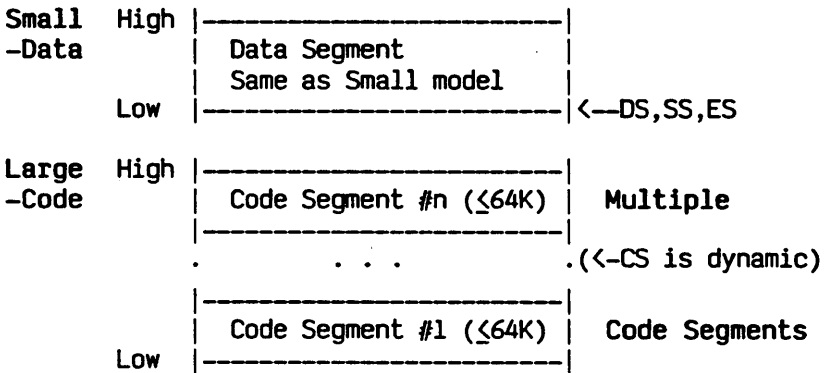 Small High |-----------------------|
-Data | Data Segment |
| Same as Small model |
Low |-----------------------|<--DS,SS,ES
Large High |-----------------------|
-Code | Code Segment #n (≤64K) | Multiple
|-----------------------|
. . . . .(<-CS is dynamic)
|-----------------------|
| Code Segment #1 (≤64K) | Code Segments
Low |-----------------------|